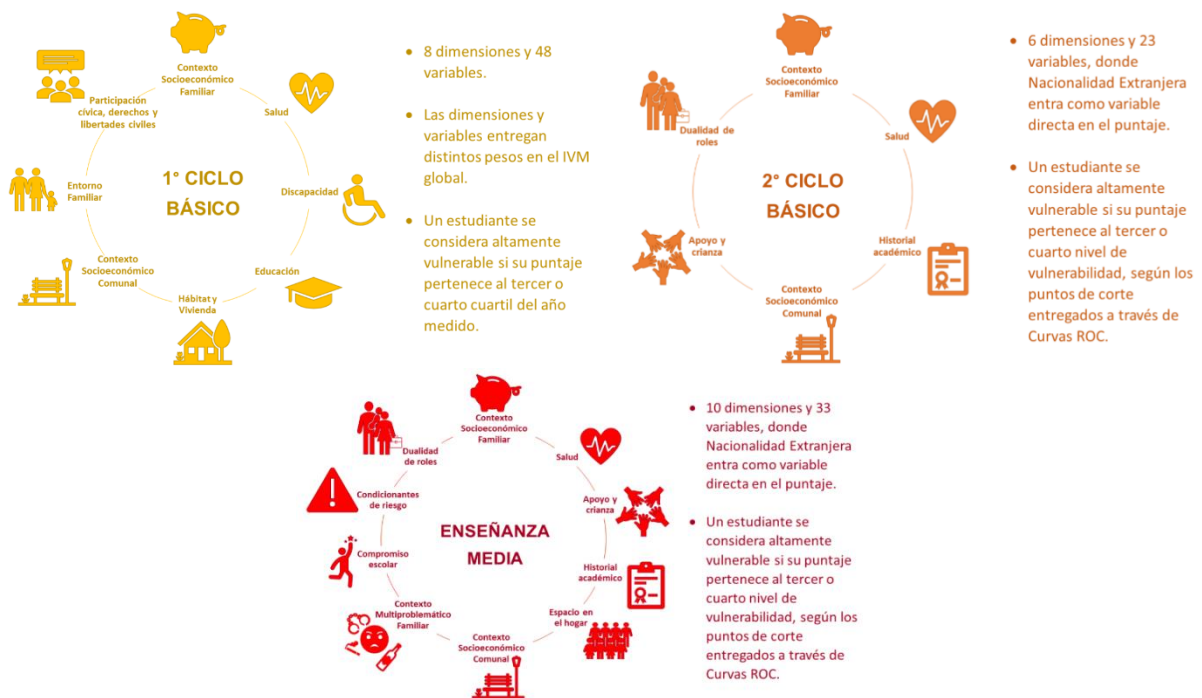 Contexto
Socioeconómico
Familiar
Salud
Discapacidad
Educación
Hábitat y
Vivienda
Contexto
Socioeconómico
Comunal
Entorno
Familiar
Participación
cívica, derechos y
libertades civiles
1° CICLO
BÁSICO
• 8 dimensiones y 48
variables.
• Las dimensiones y
variables entregan
distintos pesos en el IVM
global.
• Un estudiante se
considera altamente
vulnerable si su puntaje
pertenece al tercer o
cuarto cuartil del año
medido.
Contexto
Socioeconómico
Familiar
Salud
Historial
académico
Contexto
Socioeconómico
Comunal
Apoyo y
crianza
Dualidad de
roles
2° CICLO
BÁSICO
• 6 dimensiones y 23
variables, donde
Nacionalidad Extranjera
entra como variable
directa en el puntaje.
• Un estudiante se
considera altamente
vulnerable si su puntaje
pertenece al tercer o
cuarto nivel de
vulnerabilidad, según los
puntos de corte
entregados a través de
Curvas ROC.
Contexto
Socioeconómico
Familiar
Salud
Apoyo y
crianza
Historial
académico
Espacio en
el hogar
Contexto
Socioeconómico
Comunal
Contexto
Multiproblemático
Familiar
Compromiso
escolar
Condicionantes
de riesgo
Dualidad
de roles
ENSEÑANZA
MEDIA
• 10 dimensiones y 33
variables, donde
Nacionalidad Extranjera
entra como variable
directa en el puntaje.
• Un estudiante se
considera altamente
vulnerable si su puntaje
pertenece al tercer o
cuarto nivel de
vulnerabilidad, según los
puntos de corte
entregados a través de
Curvas ROC.